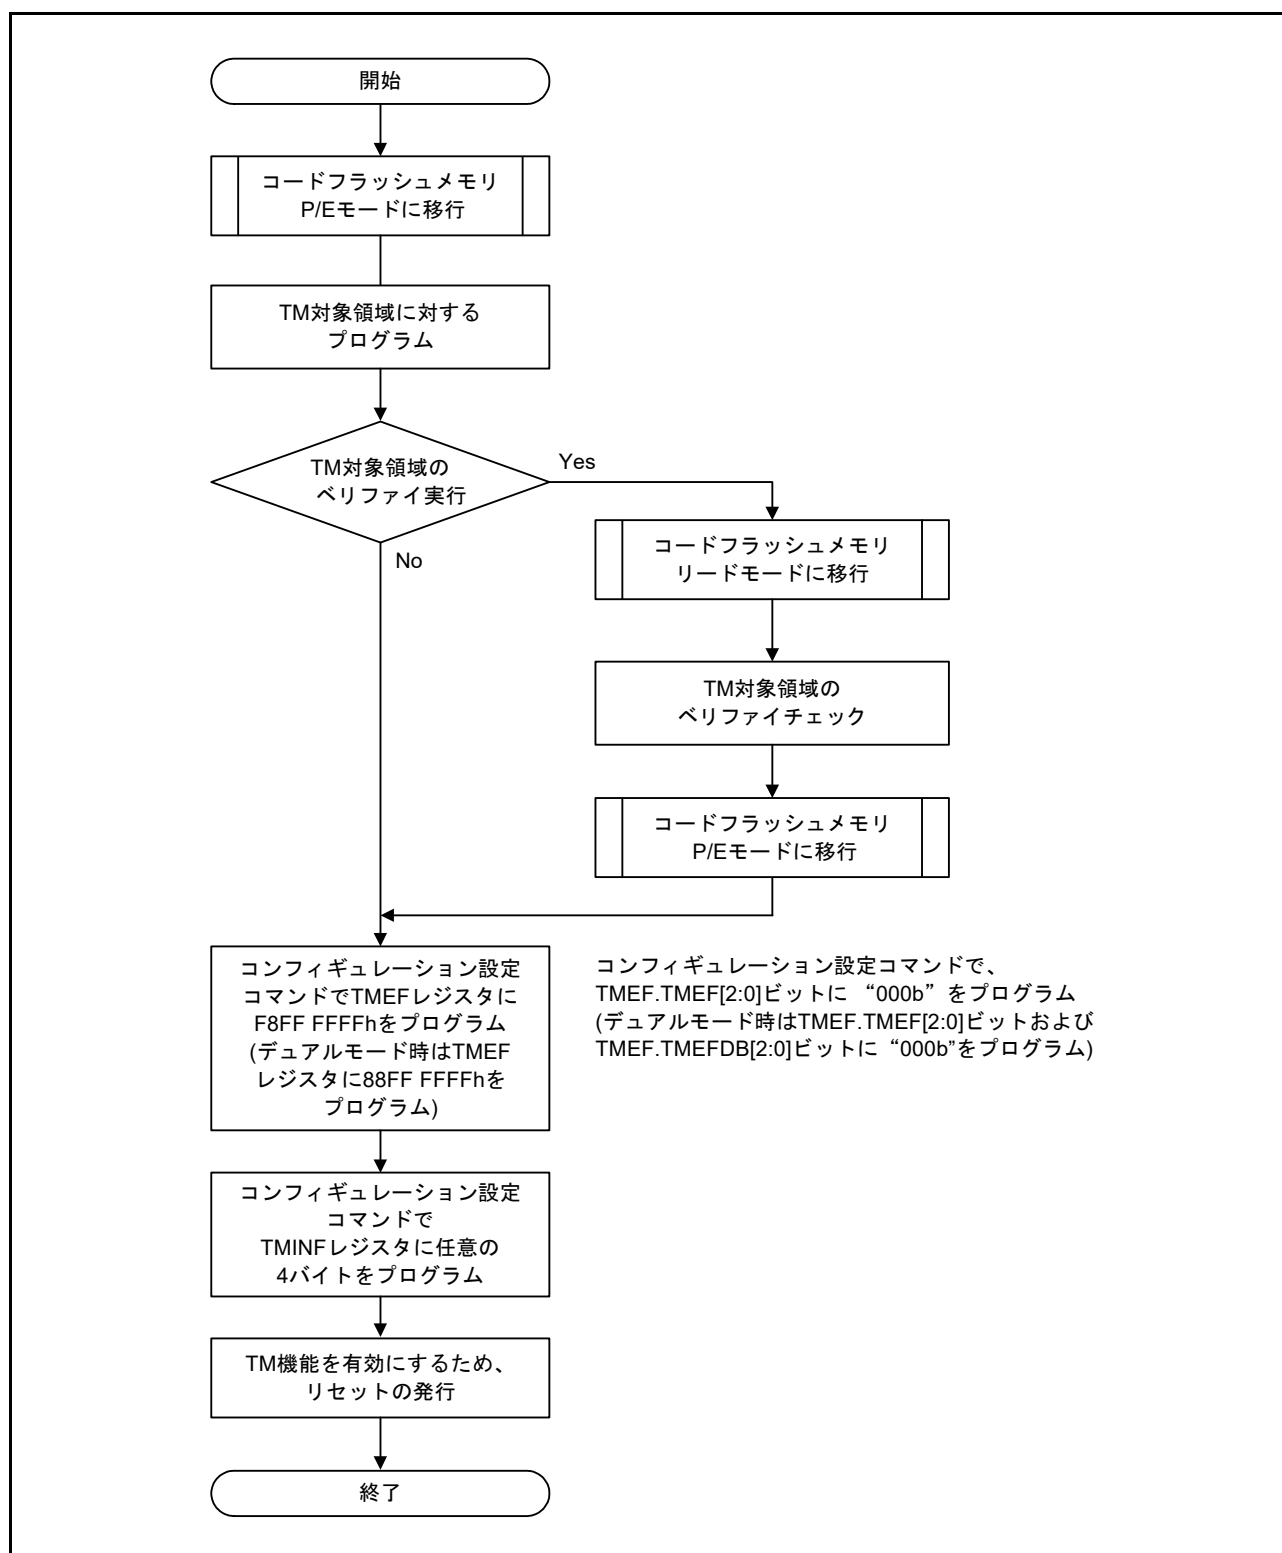 開始
コードフラッシュメモリ
P/Eモードに移行
TM対象領域に対する
プログラム
TM対象領域の
ベリファイ実行
Yes
No
コードフラッシュメモリ
リードモードに移行
TM対象領域の
ベリファイチェック
コードフラッシュメモリ
P/Eモードに移行
コンフィギュレーション設定
コマンドでTMEFレジスタに
F8FF FFFFhをプログラム
(デュアルモード時はTMEF
レジスタに88FF FFFFhを
プログラム)
コンフィギュレーション設定コマンドで、
TMEF.TMEF[2:0]ビットに “000b” をプログラム
(デュアルモード時はTMEF.TMEF[2:0]ビットおよび
TMEF.TMEFDB[2:0]ビットに “000b”をプログラム)
コンフィギュレーション設定
コマンドで
TMINFレジスタに任意の
4バイトをプログラム
TM機能を有効にするため、
リセットの発行
終了